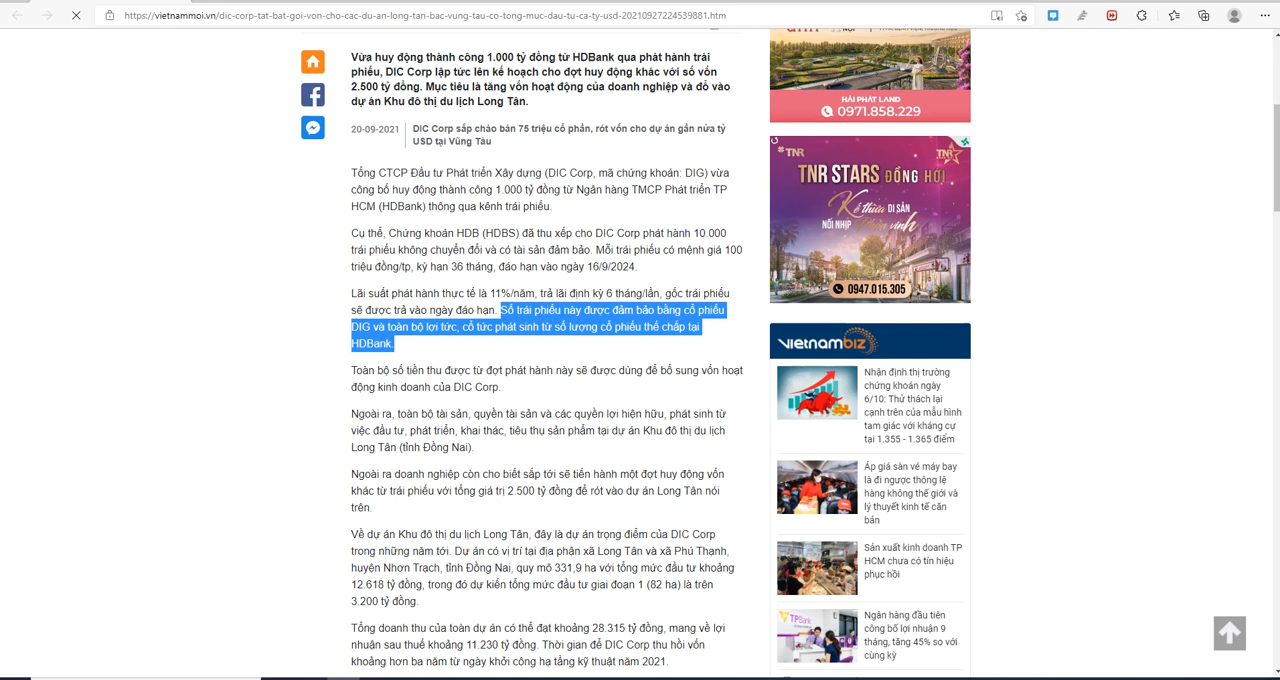 https://vietnammoi.vn/dic-corp-tat-bat-goi-von-cho-cac-du-an-long-tan-bac-vung-tau-co-tong-muc-dau-tu-ca-ty-usd-20210927224539881.htm
Vừa huy động thành công 1.000 tỷ đồng từ HDBank qua phát hành trái
phiếu, DIC Corp lập tức lên kế hoạch cho đợt huy động khác với số vốn
2.500 tỷ đồng. Mục tiêu là tăng vốn hoạt động của doanh nghiệp và đổ vào
dự án Khu đô thị du lịch Long Tân.
20-09-2021
DIC Corp sắp chào bán 75 triệu cổ phần, rót vốn cho dự án gần nửa tỷ
USD tại Vũng Tàu
Tổng CTCP Đầu tư Phát triển Xây dựng (DIC Corp, mã chứng khoán: DIG) vừa
công bố huy động thành công 1.000 tỷ đồng từ Ngân hàng TMCP Phát triển TP
HCM (HDBank) thông qua kênh trái phiếu.
Cụ thể, Chứng khoán HDB (HDBS) đã thu xếp cho DIC Corp phát hành 10.000
trái phiếu không chuyển đổi và có tài sản đảm bảo. Mỗi trái phiếu có mệnh giá 100
triệu đồng/tp, kỳ hạn 36 tháng, đáo hạn vào ngày 16/9/2024.
Lãi suất phát hành thực tế là 11%/năm, trả lãi định kỳ 6 tháng/lần, gốc trái phiếu
sẽ được trả vào ngày đáo hạn. Số trái phiếu này được đảm bảo bằng cổ phiếu
DIG và toàn bộ lợi tức, cổ tức phát sinh từ số lượng cổ phiếu thế chấp tại
HDBank.
Toàn bộ số tiền thu được từ đợt phát hành này sẽ được dùng để bổ sung vốn hoạt
động kinh doanh của DIC Corp.
Ngoài ra, toàn bộ tài sản, quyền tài sản và các quyền lợi hiện hữu, phát sinh từ
việc đầu tư, phát triển, khai thác, tiêu thụ sản phẩm tại dự án Khu đô thị du lịch
Long Tân (tỉnh Đồng Nai).
Ngoài ra doanh nghiệp còn cho biết sắp tới sẽ tiến hành một đợt huy động vốn
khác từ trái phiếu với tổng giá trị 2.500 tỷ đồng để rót vào dự án Long Tân nói
trên.
Về dự án Khu đô thị du lịch Long Tân, đây là dự án trọng điểm của DIC Corp
trong những năm tới. Dự án có vị trí tại địa phận xã Long Tân và xã Phú Thạnh,
huyện Nhơn Trạch, tỉnh Đồng Nai, quy mô 331,9 ha với tổng mức đầu tư khoảng
12.618 tỷ đồng, trong đó dự kiến tổng mức đầu tư giai đoạn 1 (82 ha) là trên
3.200 tỷ đồng.
Tổng doanh thu của toàn dự án có thể đạt khoảng 28.315 tỷ đồng, mang về lợi
nhuận sau thuế khoảng 11.230 tỷ đồng. Thời gian để DIC Corp thu hồi vốn
khoảng hơn ba năm từ ngày khởi công hạ tầng kỹ thuật năm 2021.
HẢI PHÁT LAND
0971.858.229
TNR
TNR STARS ĐỒNG HỚI
Kế thừa DI SẢN
NỐI NHỊP
0947.015.305
VIETNAMBIZ
Nhận định thị trường
chứng khoán ngày
6/10: Thử thách lại
cạnh trên của mẫu hình
tam giác với kháng cự
tại 1.355 - 1.365 điểm
Áp giá sàn vé máy bay
là đi ngược thông lệ
hàng không thế giới và
lý thuyết kinh tế căn
bản
Sản xuất kinh doanh TP
HCM chưa có tín hiệu
phục hồi
TPBank
Ngân hàng đầu tiên
công bố lợi nhuận 9
tháng, tăng 45% so với
cùng kỳ